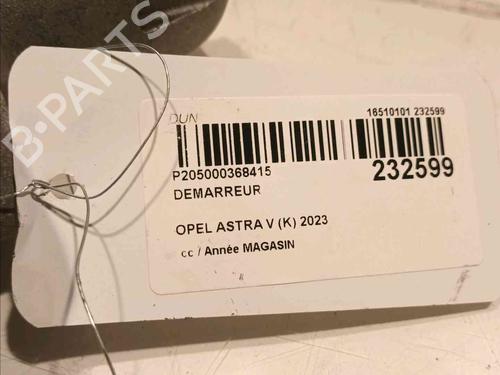 B-PARTS
DUN
16510101 232599
P205000368415
232599
DEMARREUR
OPEL ASTRA V (K) 2023
cc / Année MAGASIN